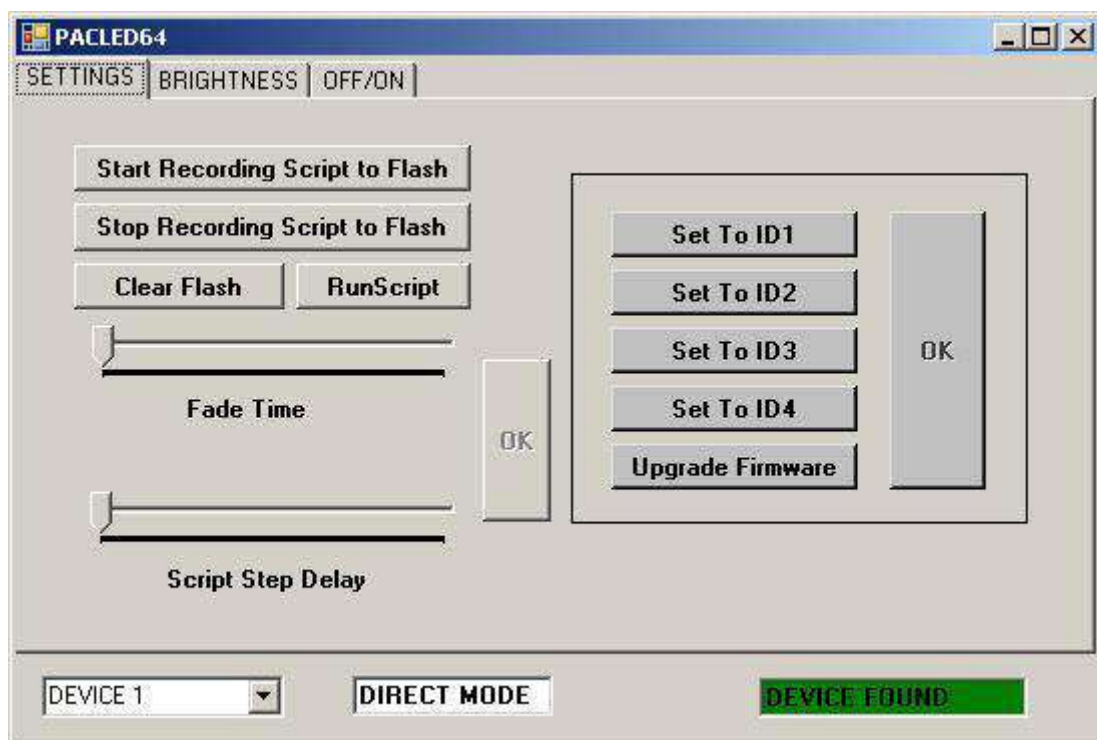 PACLED64
SETTINGS BRIGHTNESS OFF/ON
Start Recording Script to Flash
Stop Recording Script to Flash
Clear Flash RunScript
Fade Time
Script Step Delay
OK
Set To ID1
Set To ID2
Set To ID3
Set To ID4
Upgrade Firmware
OK
DEVICE 1 DIRECT MODE DEVICE FOUND